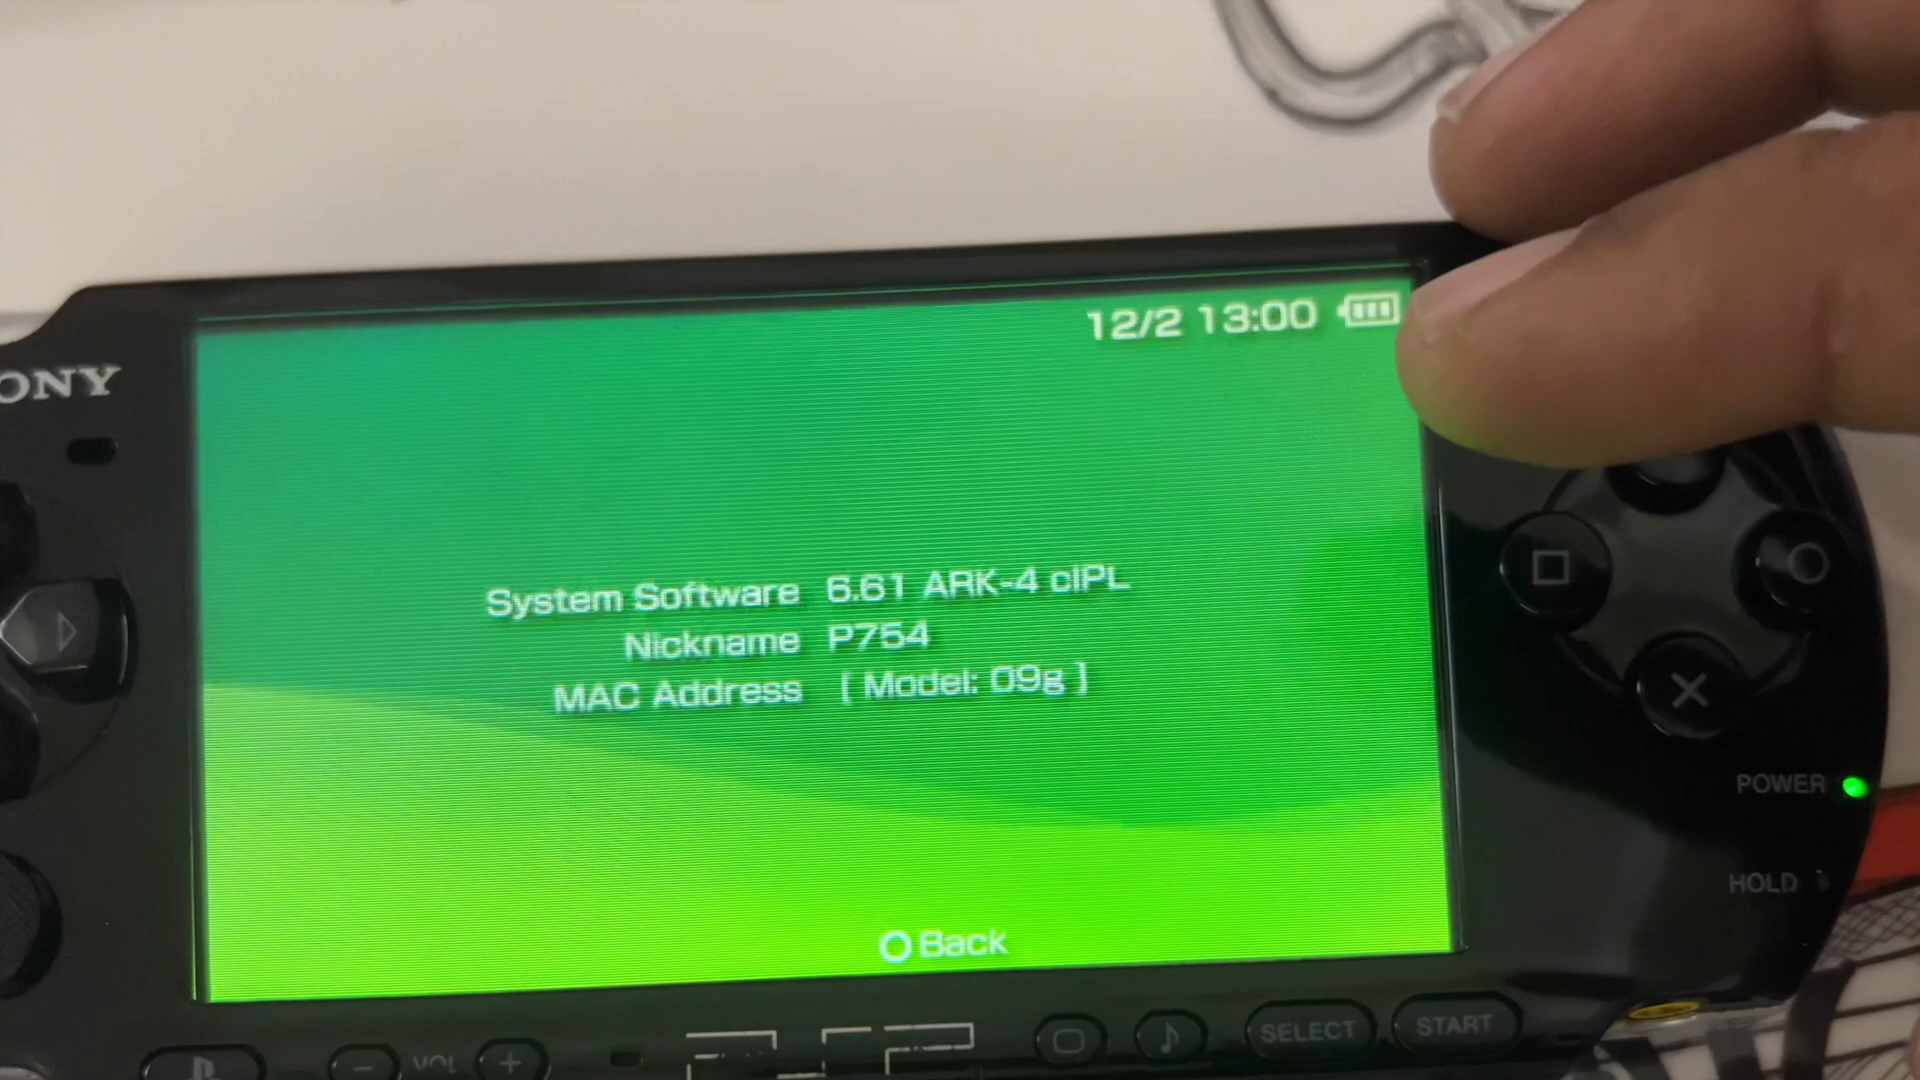 12/2 13:00
ONY
System Software 6.61 ARK-4 cIPL
Nickname P754
MAC Address [ Model: 09g ]
Back
POWER
HOLD
VOL
SELECT
START